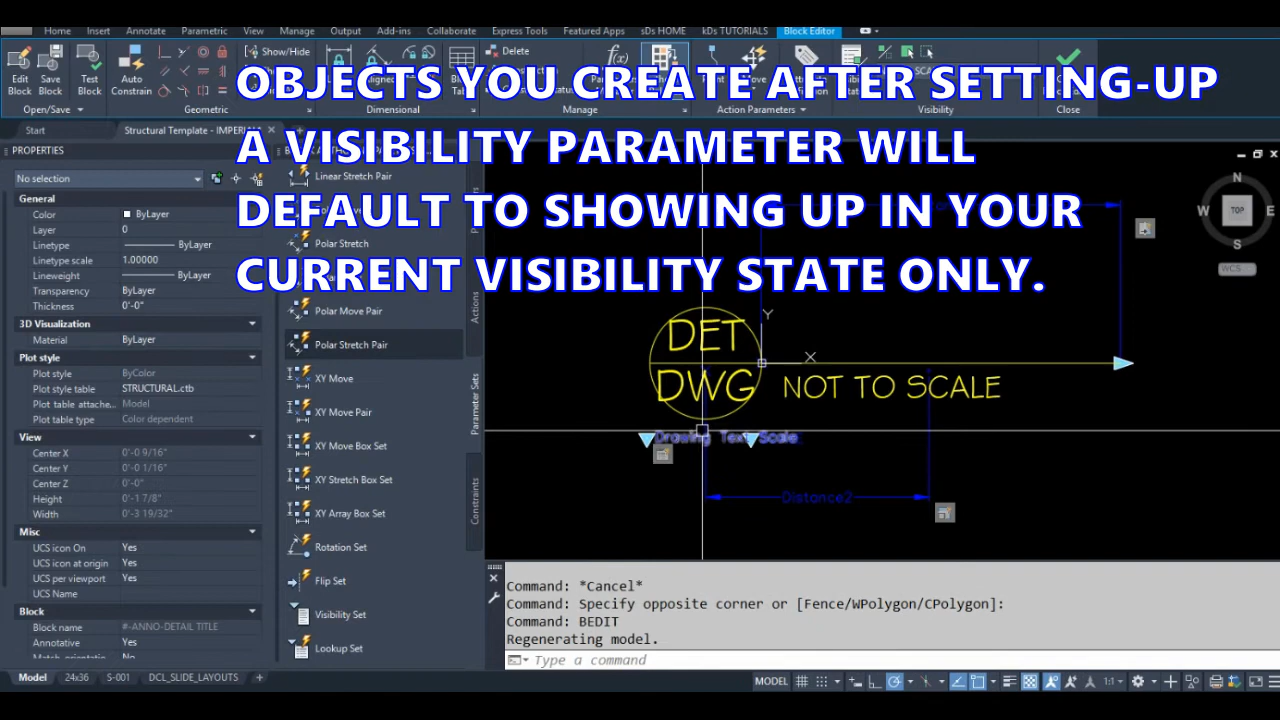 Home Insert Annotate Parametric View Manage Output Add-ins Collaborate Express Tools Featured Apps sDs HOME kDs TUTORIALS Block Editor
Edit Block
Save Block
Test Block
Auto Constrain
Show/Hide
Delete
Open/Save
Geometric
Dimensional
Manage
Action Parameters
Visibility
Close
OBJECTS YOU CREATE AFTER SETTING-UP
A VISIBILITY PARAMETER WILL
DEFAULT TO SHOWING UP IN YOUR
CURRENT VISIBILITY STATE ONLY.
Start
Structural Template - IMPERIAL
PROPERTIES
No selection
General
Color ByLayer
Layer 0
Linetype ByLayer
Linetype scale 1.00000
Lineweight ByLayer
Transparency ByLayer
Thickness 0'-0"
3D Visualization
Material ByLayer
Plot style
Plot style ByColor
Plot style table STRUCTURAL.ctb
Plot table attache... Model
Plot table type Color dependent
View
Center X 0'-0 9/16"
Center Y 0'-0 1/16"
Center Z 0'-0"
Height 0'-1 7/8"
Width 0'-3 19/32"
Misc
UCS icon On Yes
UCS icon at origin Yes
UCS per viewport Yes
UCS Name
Block
Block name #-ANNO-DETAIL TITLE
Annotative Yes
Linear Stretch Pair
Polar Stretch
Polar Move Pair
Polar Stretch Pair
XY Move
XY Move Pair
XY Move Box Set
XY Stretch Box Set
XY Array Box Set
Rotation Set
Flip Set
Visibility Set
Lookup Set
Actions
Parameter Sets
Constraints
N
W TOP E
S
WCS
DET
DWG
Y
X
NOT TO SCALE
Drawing Text Scale
Distance2
Command: *Cancel*
Command: Specify opposite corner or [Fence/WPolygon/CPolygon]:
Command: BEDIT
Regenerating model.
Type a command
Model 24x36 S-001 DCL_SLIDE_LAYOUTS +
MODEL
1:1